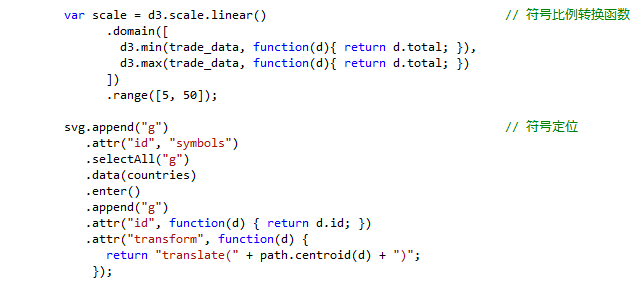 var scale = d3.scale.linear() // 符号比例转换函数
.domain([
d3.min(trade_data, function(d){ return d.total; }),
d3.max(trade_data, function(d){ return d.total; })
])
.range([5, 50]);
svg.append("g") // 符号定位
.attr("id", "symbols")
.selectAll("g")
.data(countries)
.enter()
.append("g")
.attr("id", function(d) { return d.id; })
.attr("transform", function(d) {
return "translate(" + path.centroid(d) + ")";
});